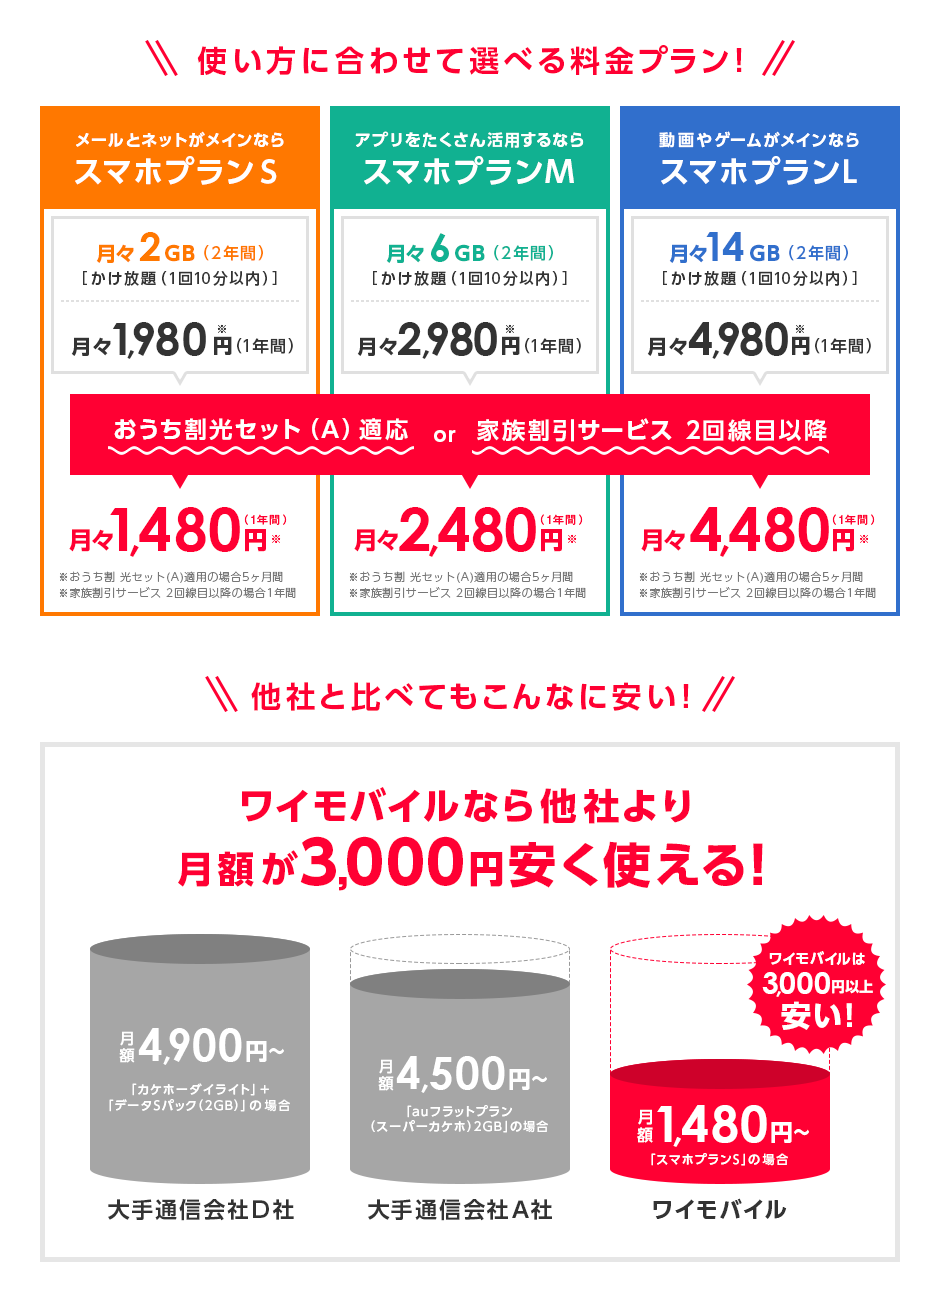 使い方に合わせて選べる料金プラン!
メールとネットがメインなら
スマホプランS
月々2GB(2年間)
[かけ放題(1回10分以内)]
月々1,980円※(1年間)
アプリをたくさん活用するなら
スマホプランM
月々6GB(2年間)
[かけ放題(1回10分以内)]
月々2,980円※(1年間)
動画やゲームがメインなら
スマホプランL
月々14GB(2年間)
[かけ放題(1回10分以内)]
月々4,980円※(1年間)
おうち割光セット(A)適応 or 家族割引サービス 2回線目以降
月々1,480円(1年間)※
※おうち割 光セット(A)適用の場合5ヶ月間
※家族割引サービス 2回線目以降の場合1年間
月々2,480円(1年間)※
※おうち割 光セット(A)適用の場合5ヶ月間
※家族割引サービス 2回線目以降の場合1年間
月々4,480円(1年間)※
※おうち割 光セット(A)適用の場合5ヶ月間
※家族割引サービス 2回線目以降の場合1年間
他社と比べてもこんなに安い!
ワイモバイルなら他社より
月額が3,000円安く使える!
月額4,900円~
「カケホーダイライト」+
「データSパック(2GB)」の場合
大手通信会社D社
月額4,500円~
「auフラットプラン
(スーパーカケホ)2GB」の場合
大手通信会社A社
ワイモバイルは
3,000円以上
安い!
月額1,480円~
「スマホプランS」の場合
ワイモバイル